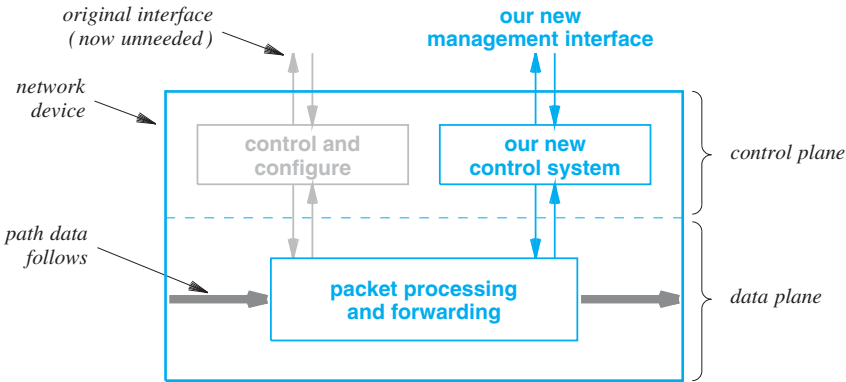 original interface
( now unneeded )
our new
management interface
network
device
control and
configure
our new
control system
control plane
path data
follows
packet processing
and forwarding
data plane